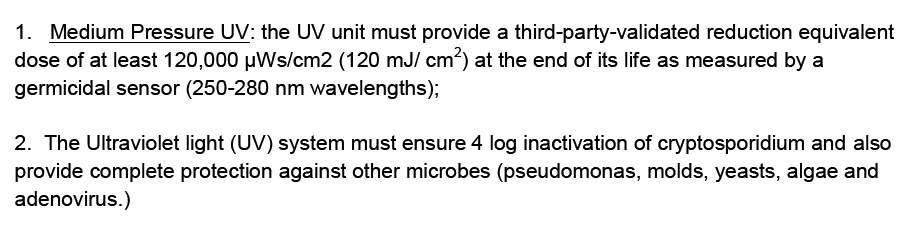 1. Medium Pressure UV: the UV unit must provide a third-party-validated reduction equivalent
dose of at least 120,000 µWs/cm2 (120 mJ/ cm²) at the end of its life as measured by a
germicidal sensor (250-280 nm wavelengths);
2. The Ultraviolet light (UV) system must ensure 4 log inactivation of cryptosporidium and also
provide complete protection against other microbes (pseudomonas, molds, yeasts, algae and
adenovirus.)